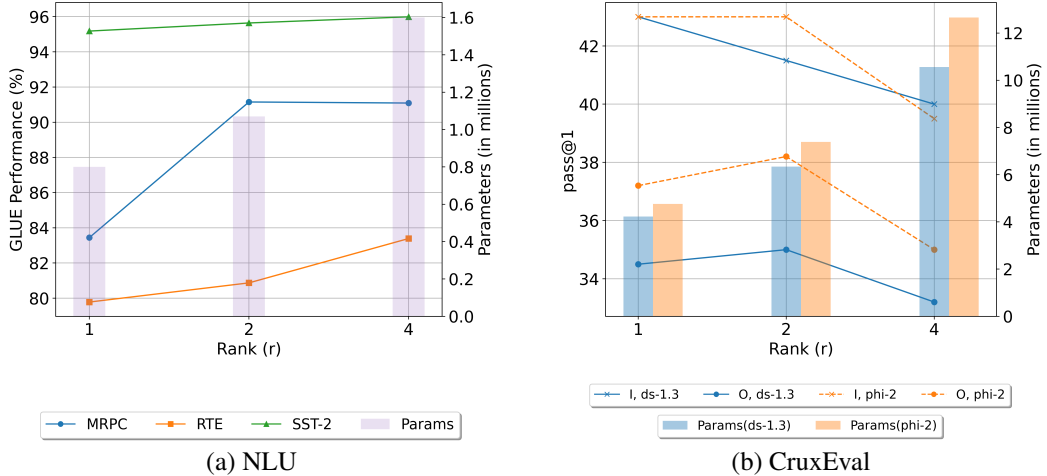 GLUE Performance (%)
96
94
92
91
90
88
86
84
82
80
1.6
1.4
1.2
1.0
0.8
0.6
0.4
0.2
0.0
Parameters (in millions)
1 2 4
Rank (r)
MRPC RTE SST-2 Params
(a) NLU
pass@1
42
40
38
36
34
12
10
8
6
4
2
0
Parameters (in millions)
1 2 4
Rank (r)
I, ds-1.3 O, ds-1.3 I, phi-2 O, phi-2
Params(ds-1.3) Params(phi-2)
(b) CruxEval